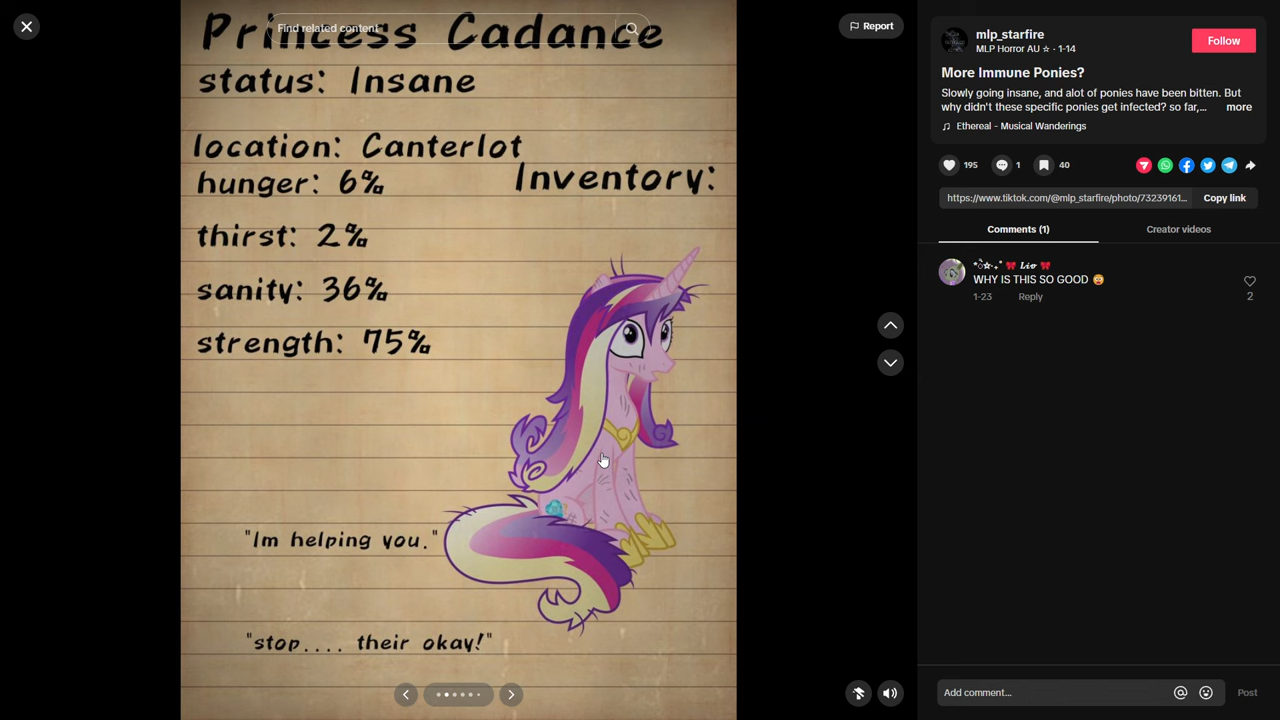 Princess Cadance
Find related content
status: Insane
location: Canterlot
hunger: 6%
Inventory:
thirst: 2%
sanity: 36%
strength: 75%
"Im helping you."
"stop.... their okay!"
Report
mlp_starfire
MLP Horror AU ☆ · 1-14
Follow
More Immune Ponies?
Slowly going insane, and alot of ponies have been bitten. But
why didn't these specific ponies get infected? so far,... more
Ethereal - Musical Wanderings
195
1
40
https://www.tiktok.com/@mlp_starfire/photo/73239161...
Copy link
Comments (1)
Creator videos
𝐿𝒾𝓋
WHY IS THIS SO GOOD 😨
1-23
Reply
2
Add comment...
Post